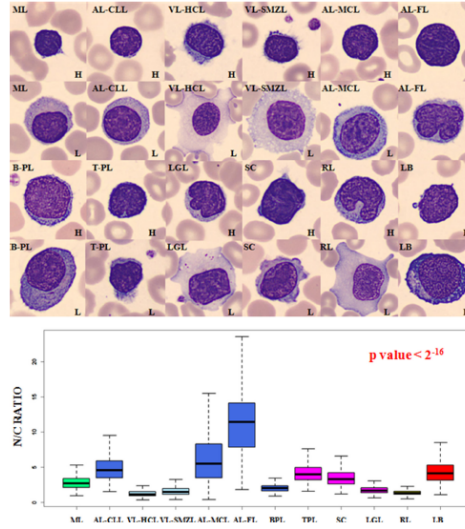 ML AL-CLL VL-HCL VL-SMZL AL-MCL AL-FL
H H H H H H
ML AL-CLL VL-HCL VL-SMZL AL-MCL AL-FL
L L L L L L
B-PL T-PL LGL SC RL LB
H H H H H H
B-PL T-PL LGL SC RL LB
L L L L L L
p value < 2⁻¹⁶
N/C RATIO
20
15
10
5
0
ML AL-CLL VL-HCL VL-SMZL AL-MCL AL-FL BPL TPL SC LGL RL LB